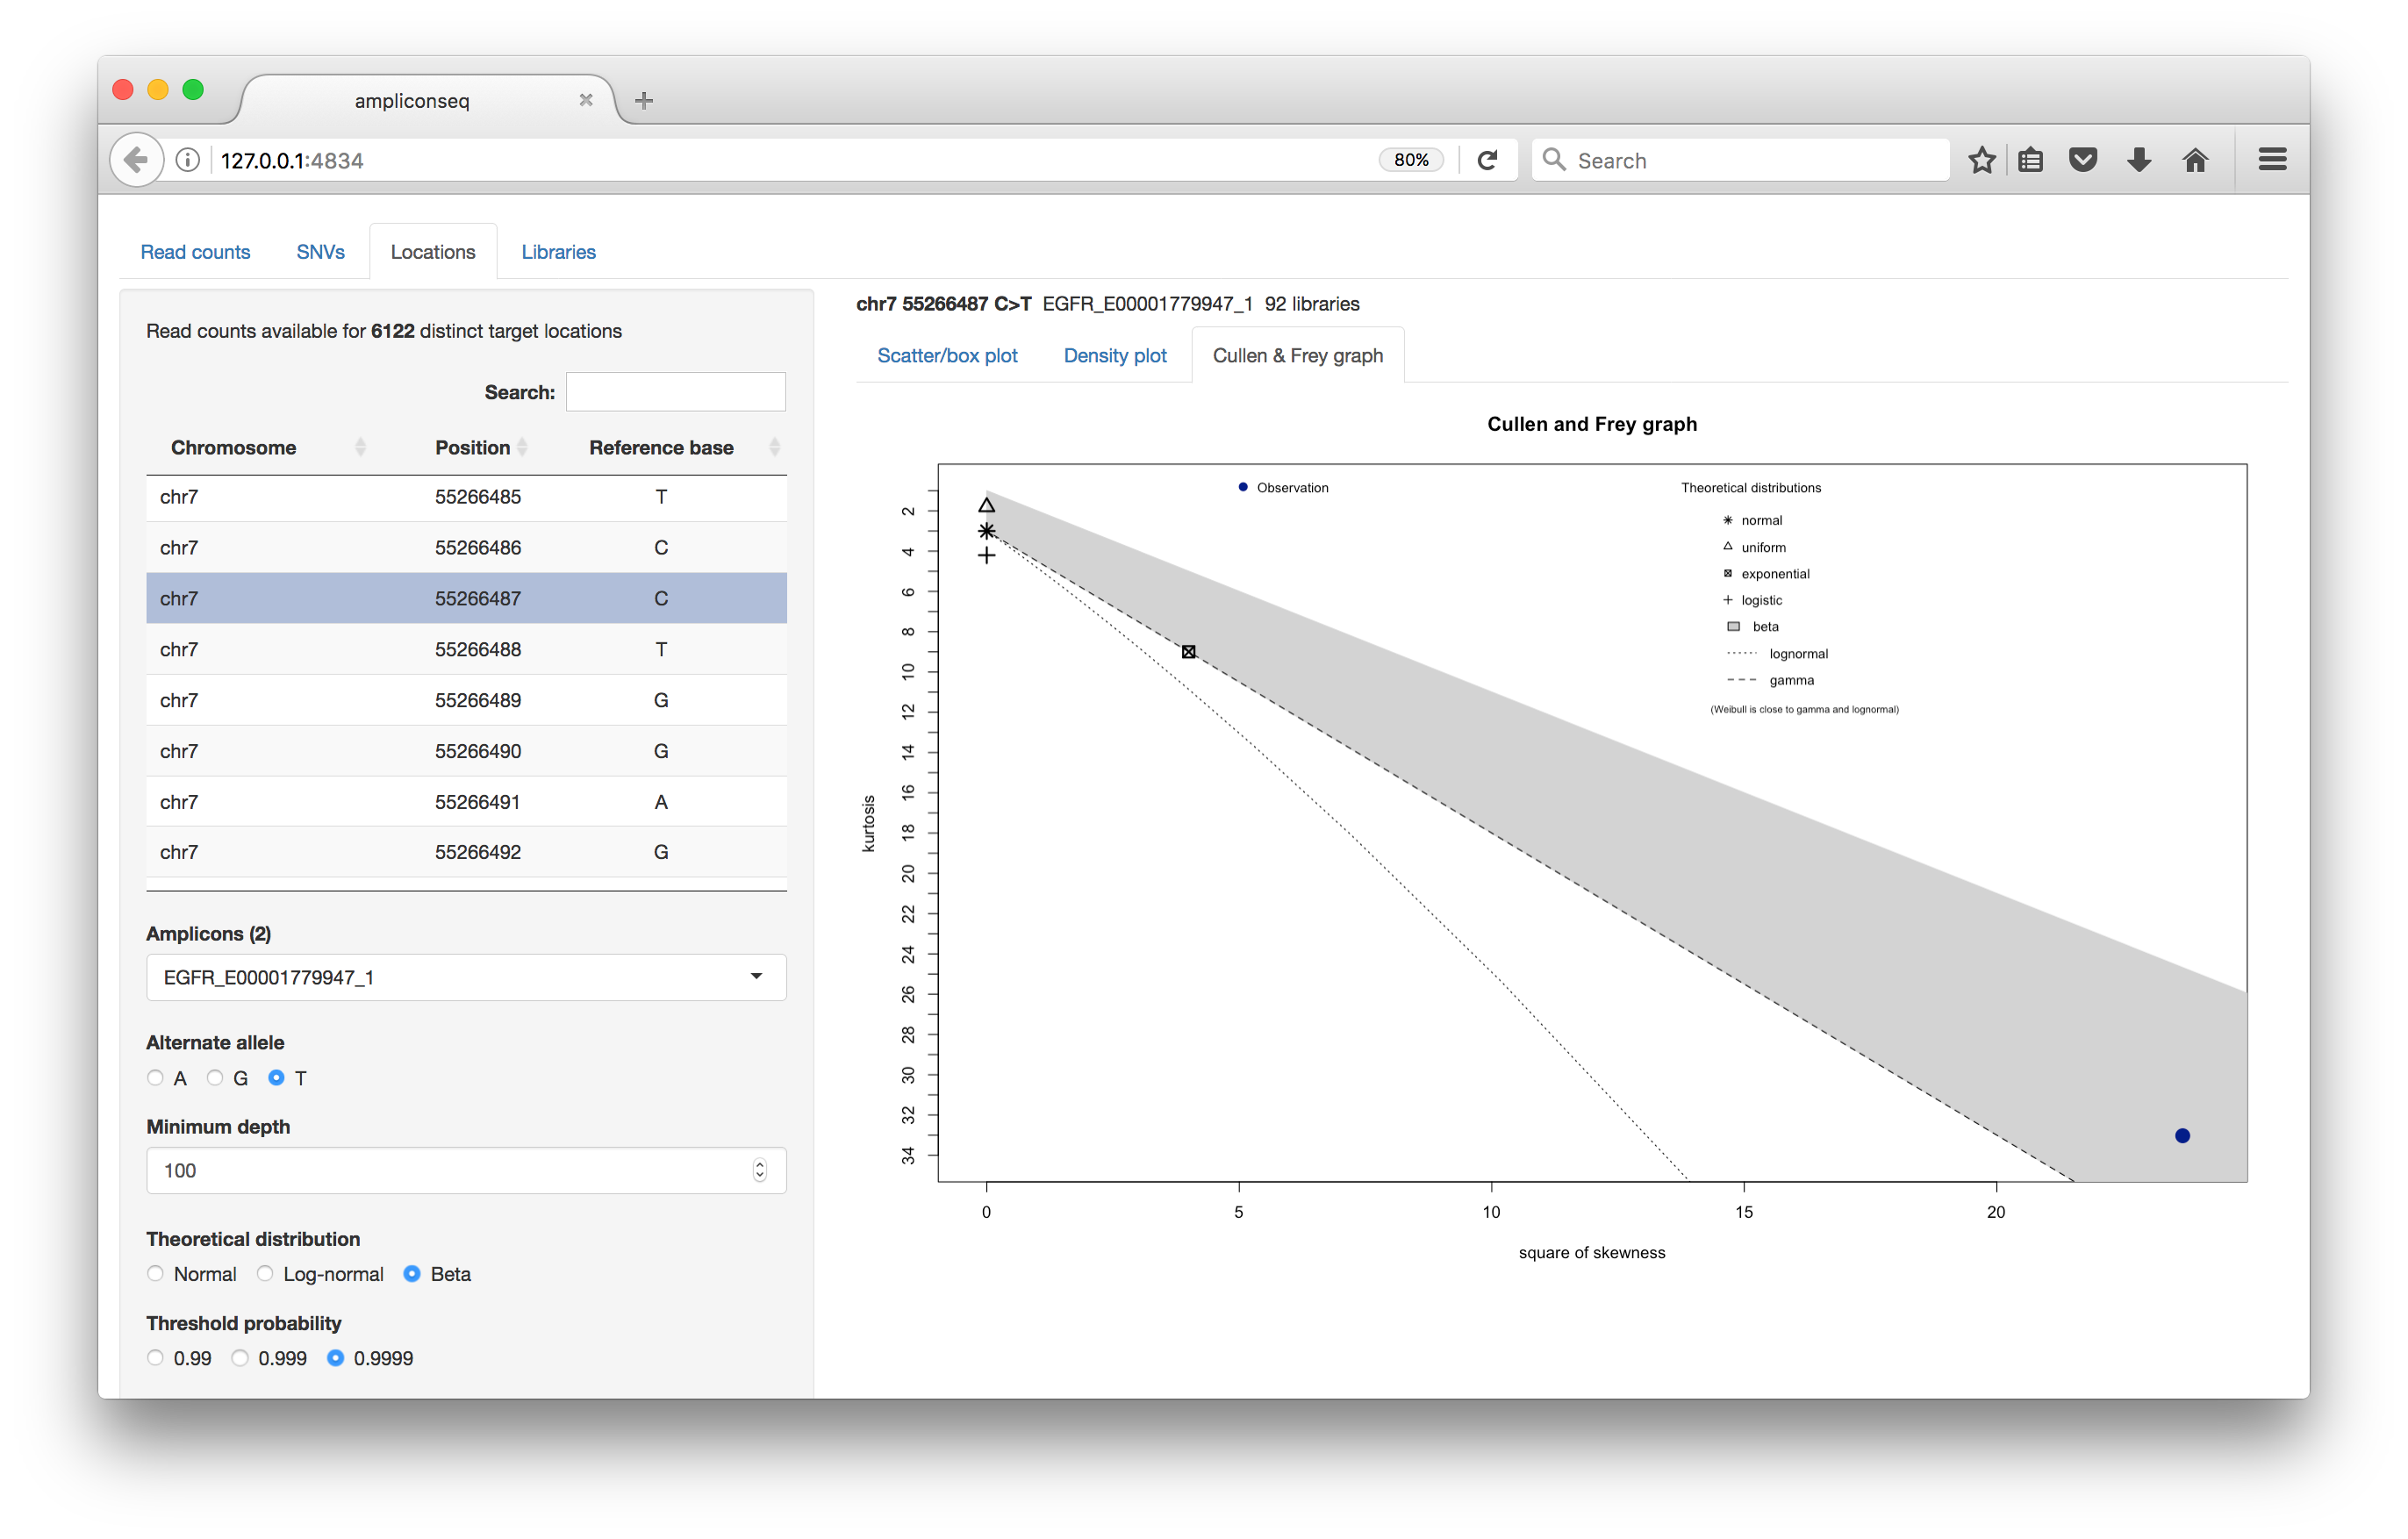 ampliconseq
127.0.0.1:4834
80%
Search
Read counts
SNVs
Locations
Libraries
Read counts available for 6122 distinct target locations
Search:
Chromosome Position Reference base
chr7 55266485 T
chr7 55266486 C
chr7 55266487 C
chr7 55266488 T
chr7 55266489 G
chr7 55266490 G
chr7 55266491 A
chr7 55266492 G
Amplicons (2)
EGFR_E00001779947_1
Alternate allele
A G T
Minimum depth
100
Theoretical distribution
Normal Log-normal Beta
Threshold probability
0.99 0.999 0.9999
chr7 55266487 C>T EGFR_E00001779947_1 92 libraries
Scatter/box plot
Density plot
Cullen & Frey graph
Cullen and Frey graph
Observation
Theoretical distributions
normal
uniform
exponential
logistic
beta
lognormal
gamma
(Weibull is close to gamma and lognormal)
kurtosis
2
4
6
8
10
12
14
16
18
20
22
24
26
28
30
32
34
0 5 10 15 20
square of skewness